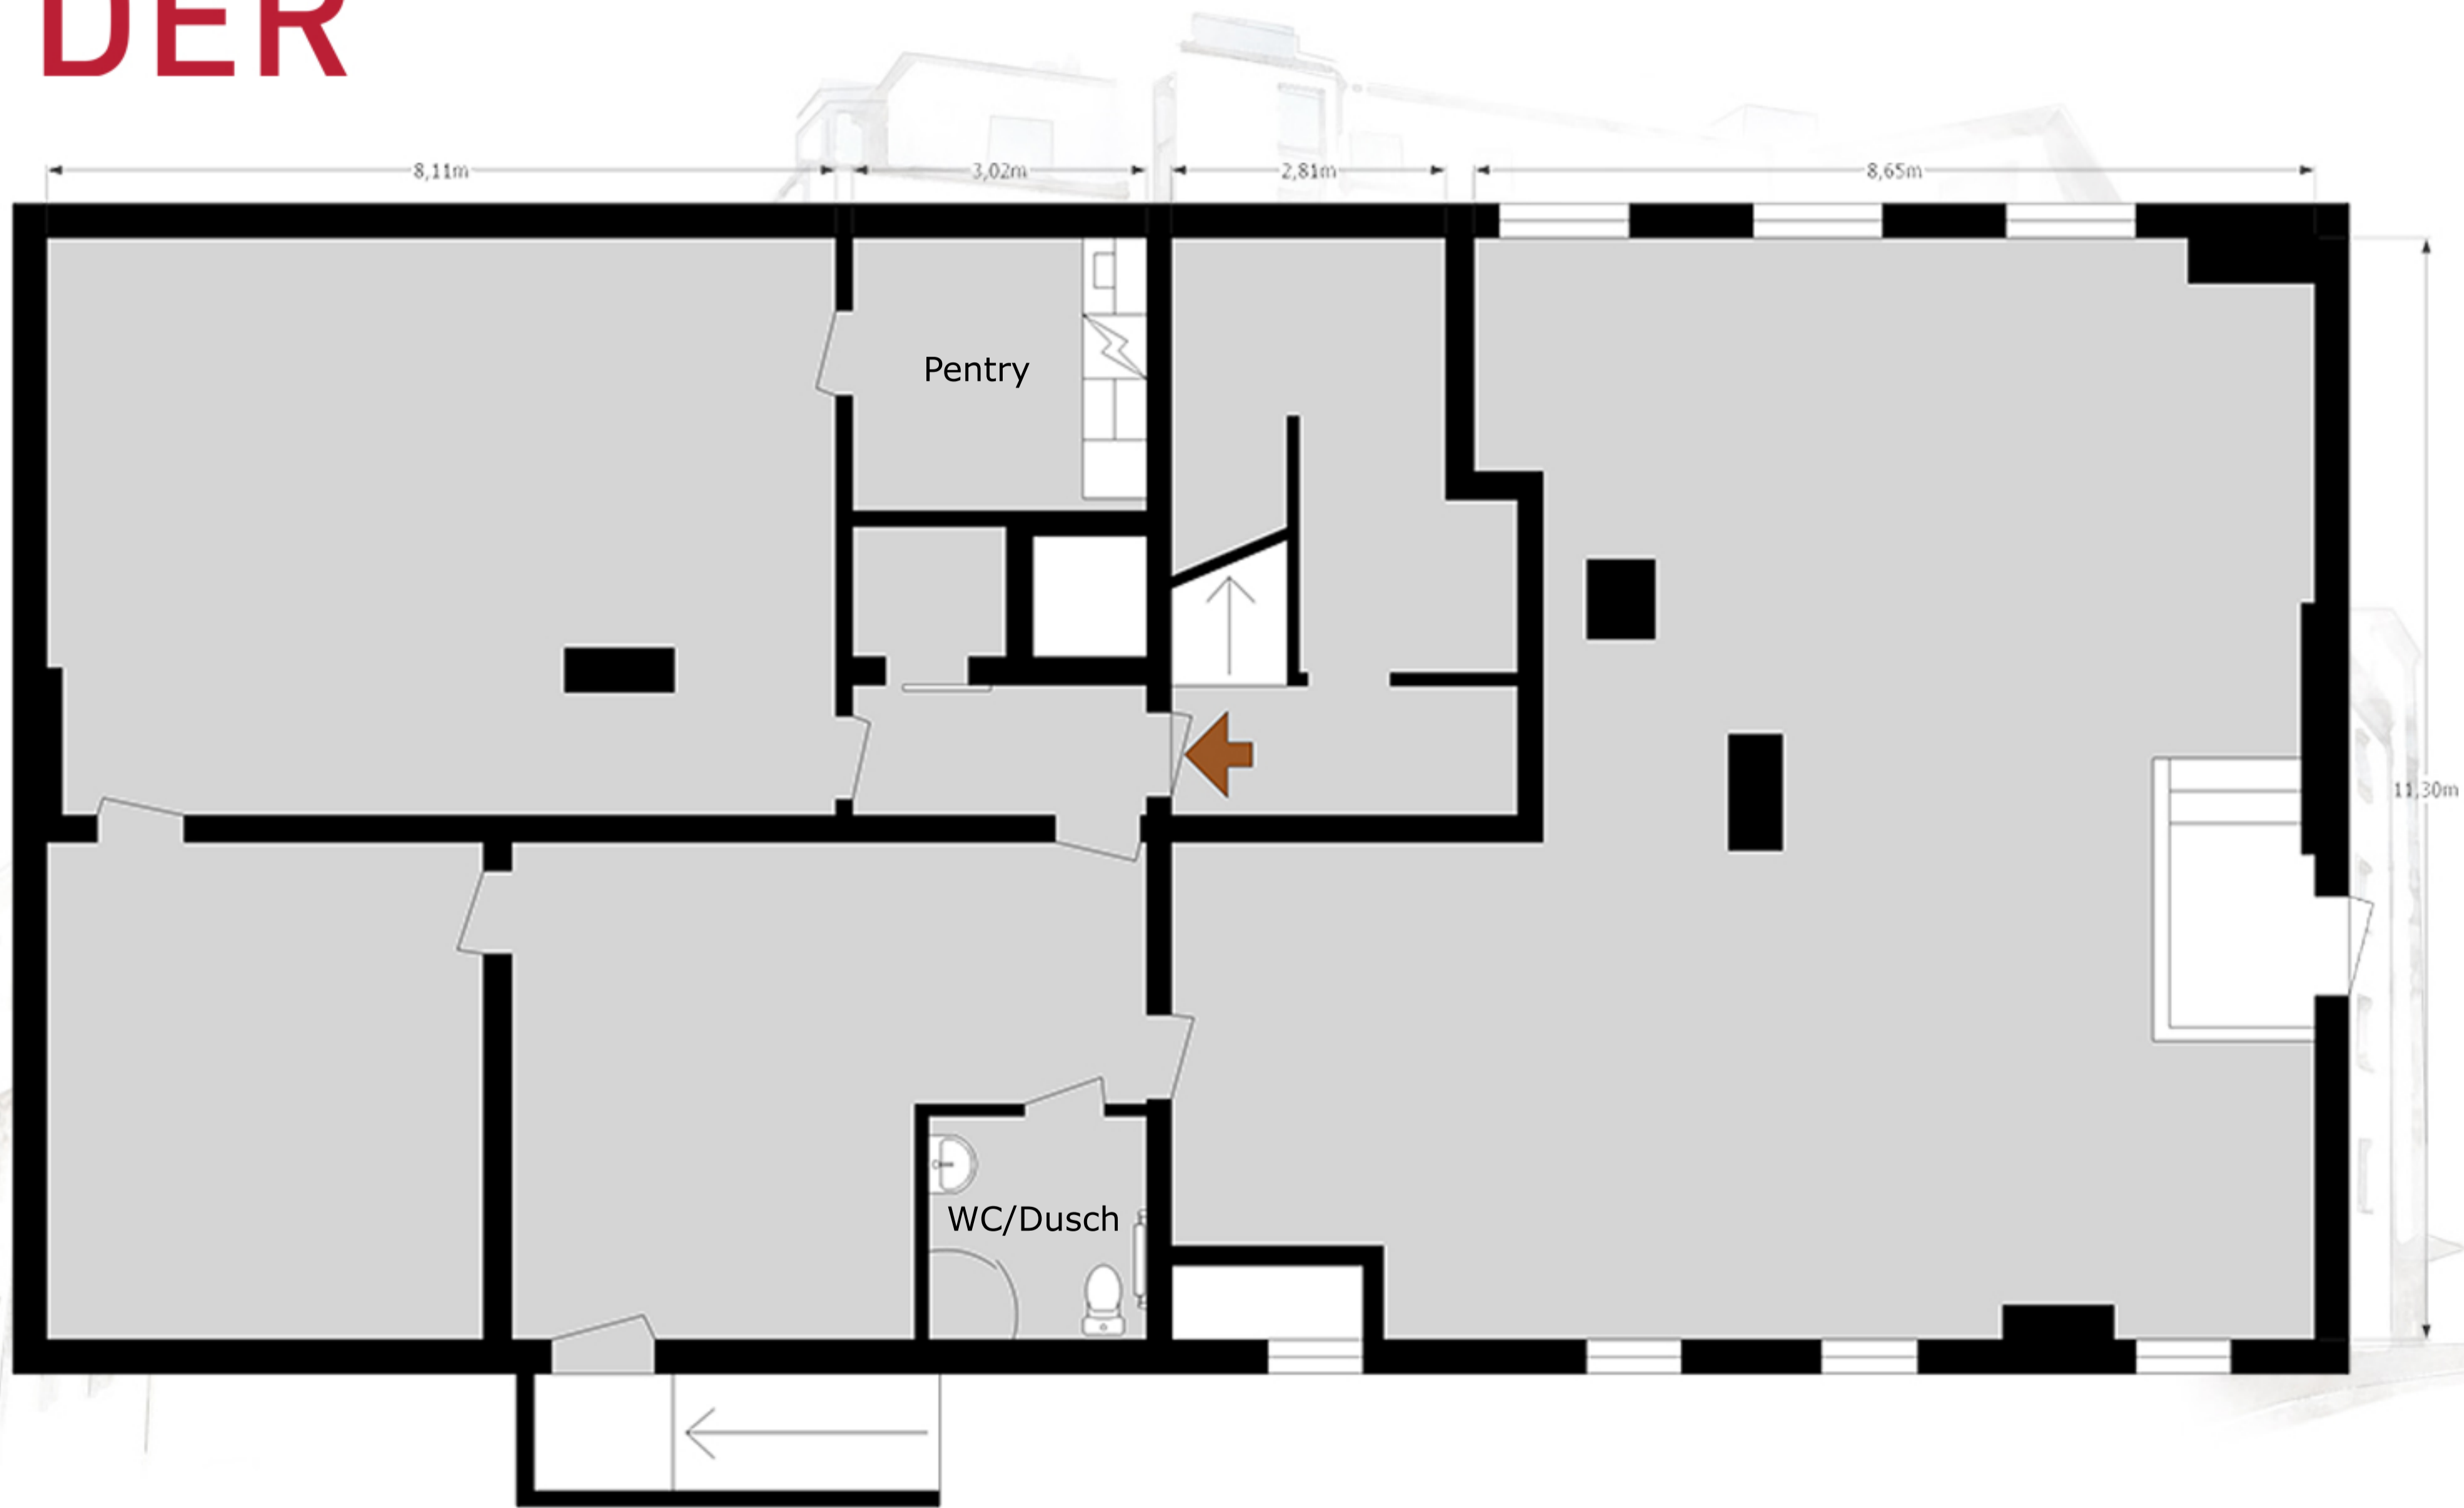 DER
8,11m
3,02m
2,81m
8,65m
Pentry
11,30m
WC/Dusch